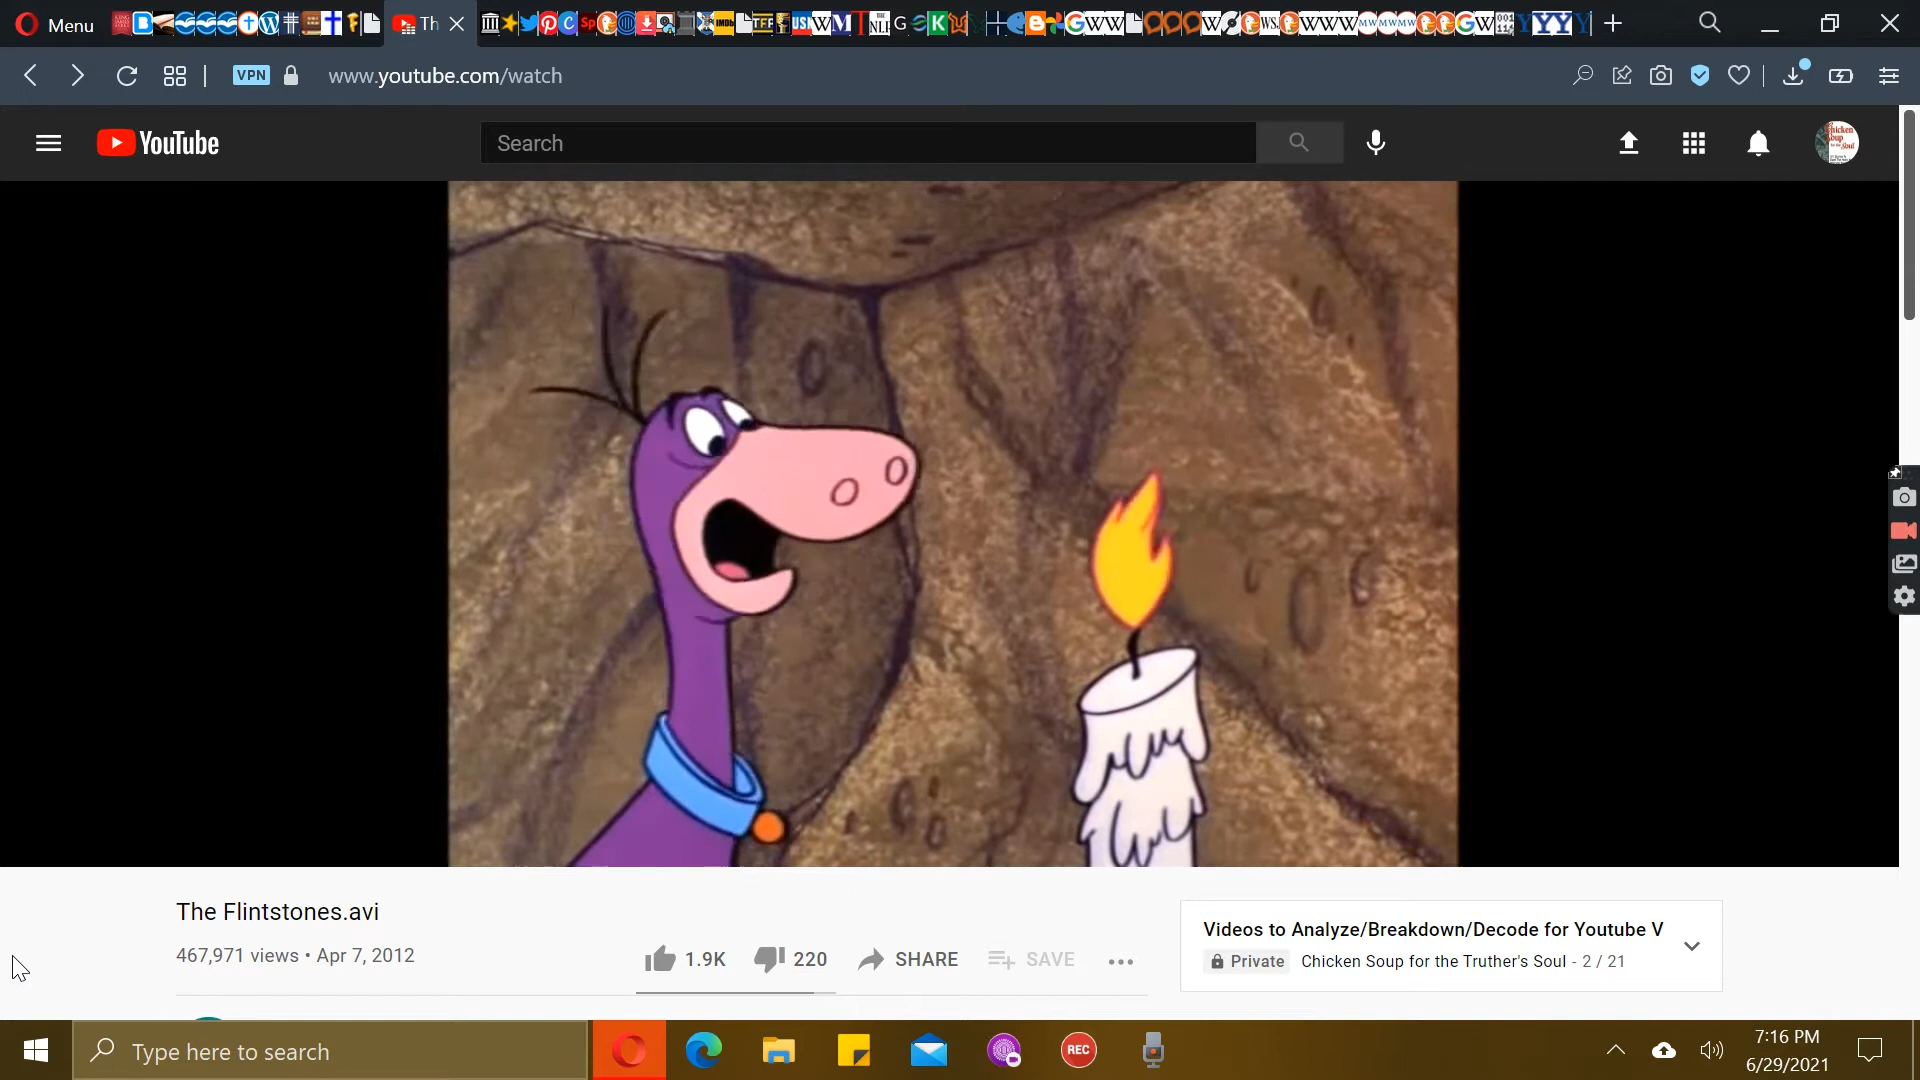 Menu
Th
VPN
www.youtube.com/watch
YouTube
Search
The Flintstones.avi
467,971 views • Apr 7, 2012
1.9K
220
SHARE
SAVE
Videos to Analyze/Breakdown/Decode for Youtube V
Private
Chicken Soup for the Truther's Soul - 2 / 21
Type here to search
REC
7:16 PM
6/29/2021